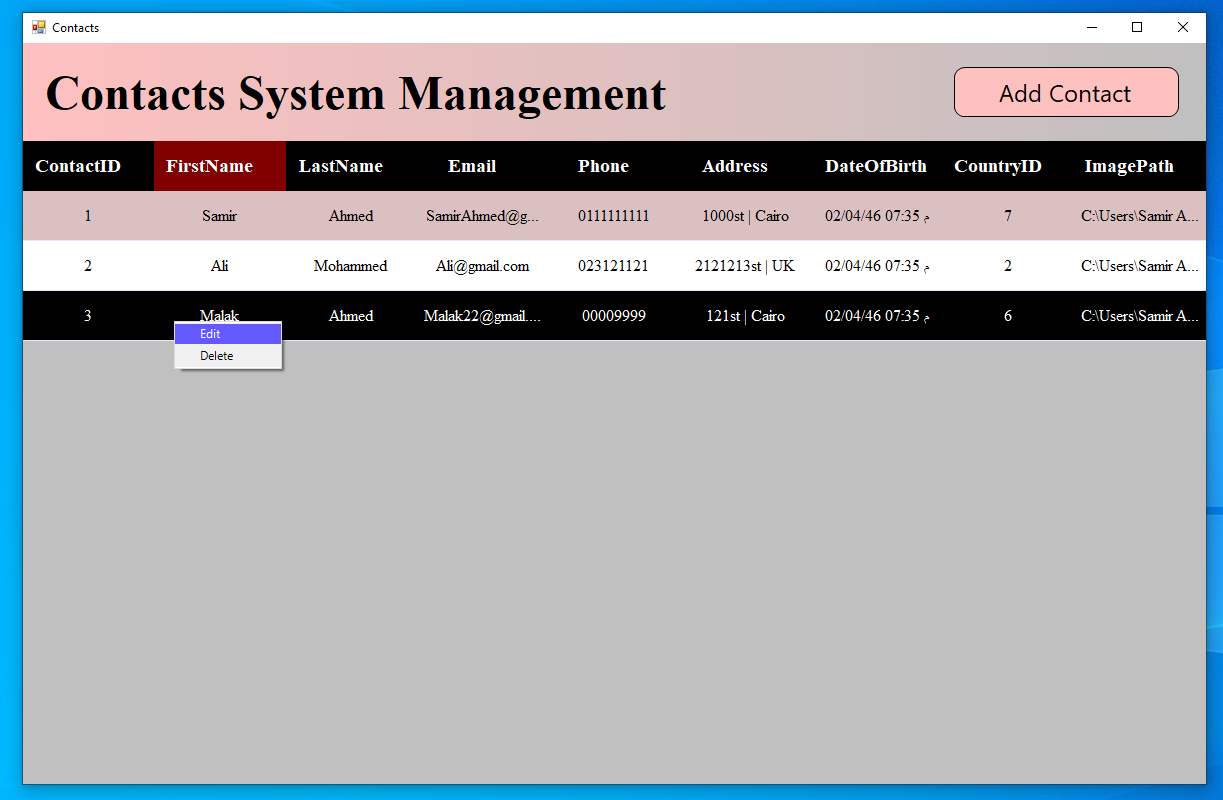 Contacts
Contacts System Management
Add Contact
ContactID FirstName LastName Email Phone Address DateOfBirth CountryID ImagePath
1 Samir Ahmed SamirAhmed@g... 0111111111 1000st | Cairo 02/04/46 07:35 م 7 C:\Users\Samir A...
2 Ali Mohammed Ali@gmail.com 023121121 2121213st | UK 02/04/46 07:35 م 2 C:\Users\Samir A...
3 Malak Ahmed Malak22@gmail.... 00009999 121st | Cairo 02/04/46 07:35 م 6 C:\Users\Samir A...
Edit
Delete